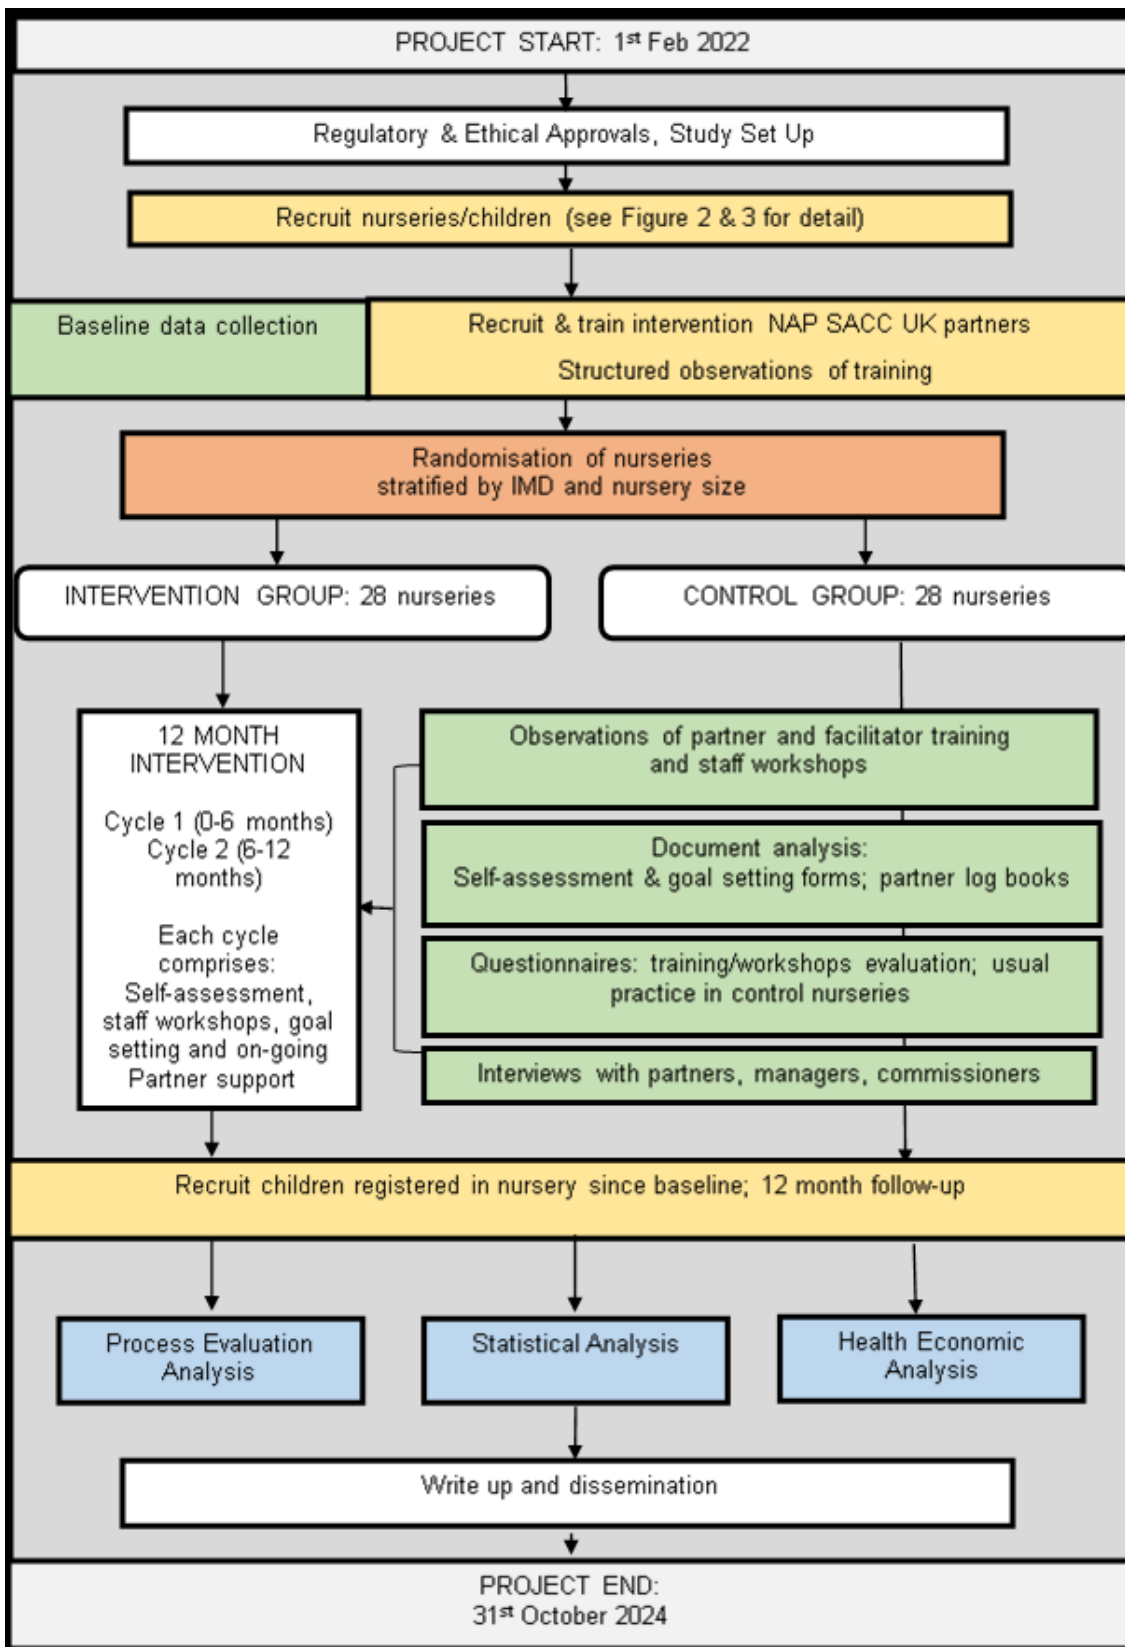 PROJECT START: 1st Feb 2022
Regulatory & Ethical Approvals, Study Set Up
Recruit nurseries/children (see Figure 2 & 3 for detail)
Baseline data collection
Recruit & train intervention NAP SACC UK partners
Structured observations of training
Randomisation of nurseries
stratified by IMD and nursery size
INTERVENTION GROUP: 28 nurseries
CONTROL GROUP: 28 nurseries
12 MONTH
INTERVENTION
Cycle 1 (0-6 months)
Cycle 2 (6-12
months)
Each cycle
comprises:
Self-assessment,
staff workshops, goal
setting and on-going
Partner support
Observations of partner and facilitator training
and staff workshops
Document analysis:
Self-assessment & goal setting forms; partner log books
Questionnaires: training/workshops evaluation; usual
practice in control nurseries
Interviews with partners, managers, commissioners
Recruit children registered in nursery since baseline; 12 month follow-up
Process Evaluation
Analysis
Statistical Analysis
Health Economic
Analysis
Write up and dissemination
PROJECT END:
31st October 2024